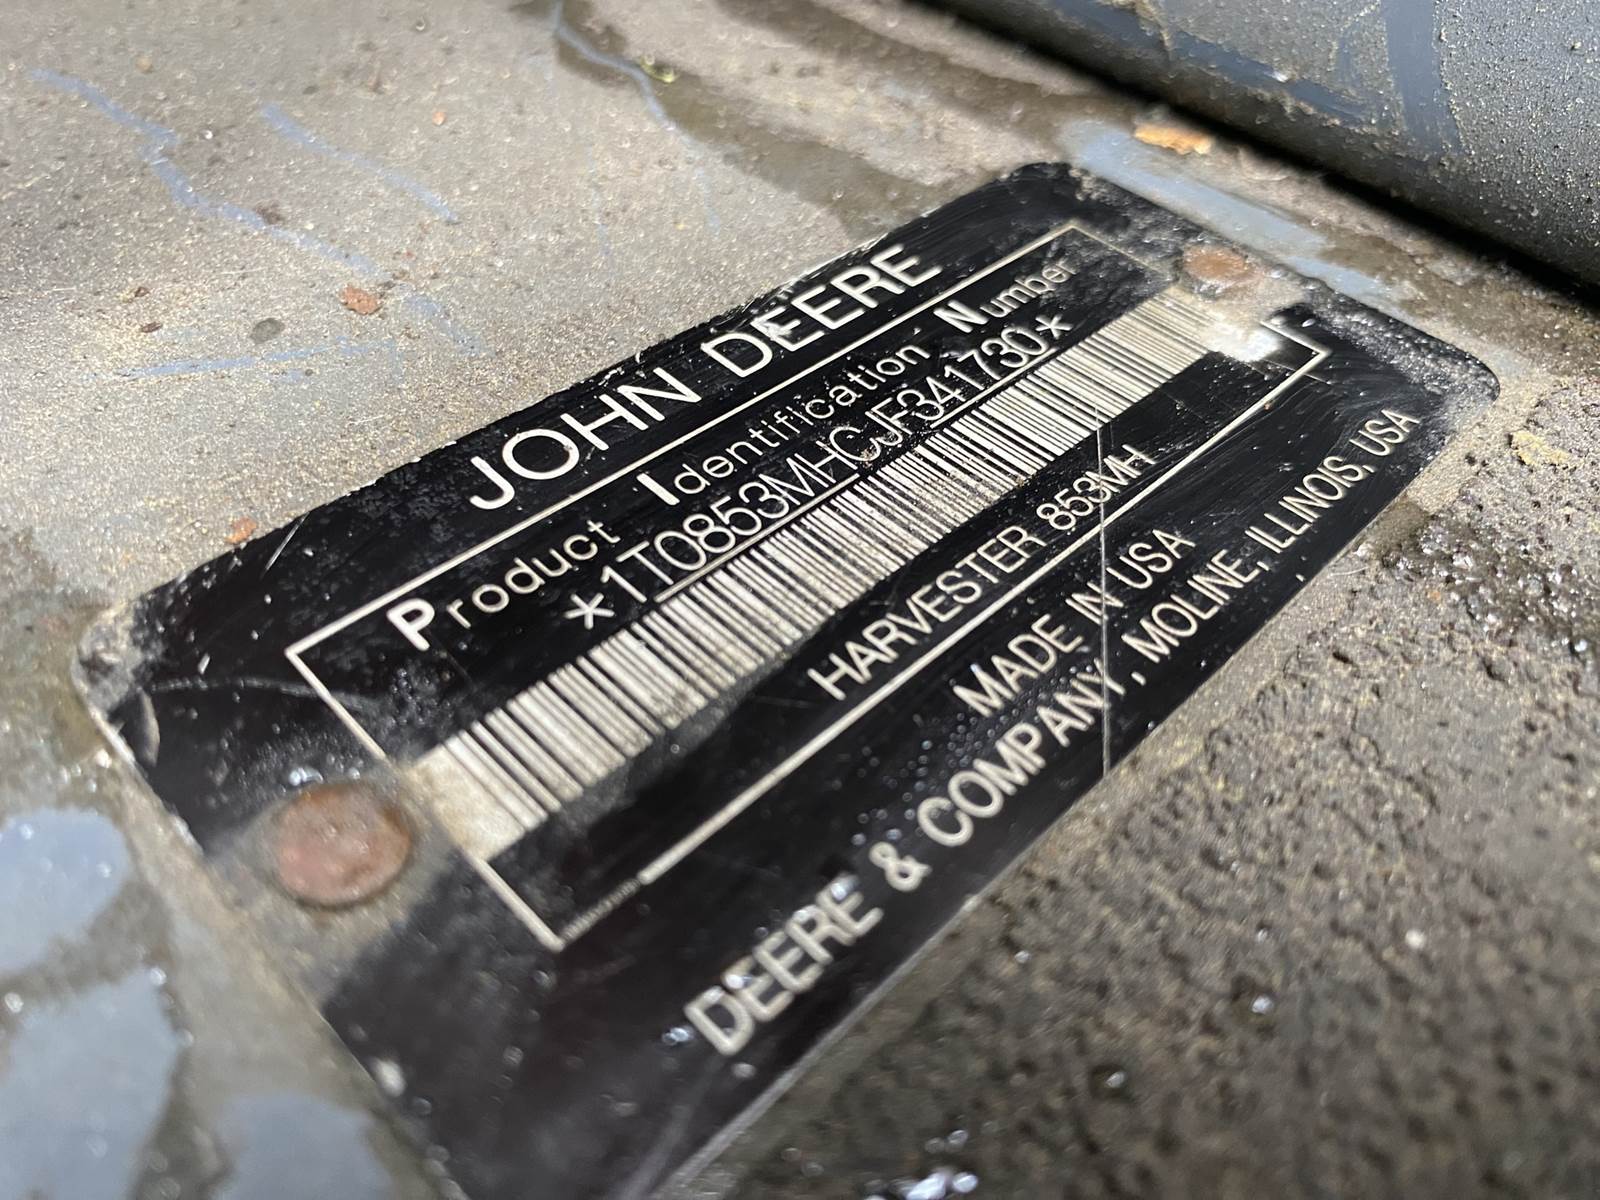 JOHN DEERE
Product Identification Number
*1T0853MHCJF341730*
HARVESTER 853MH
MADE IN USA
DEERE & COMPANY, MOLINE, ILLINOIS, USA